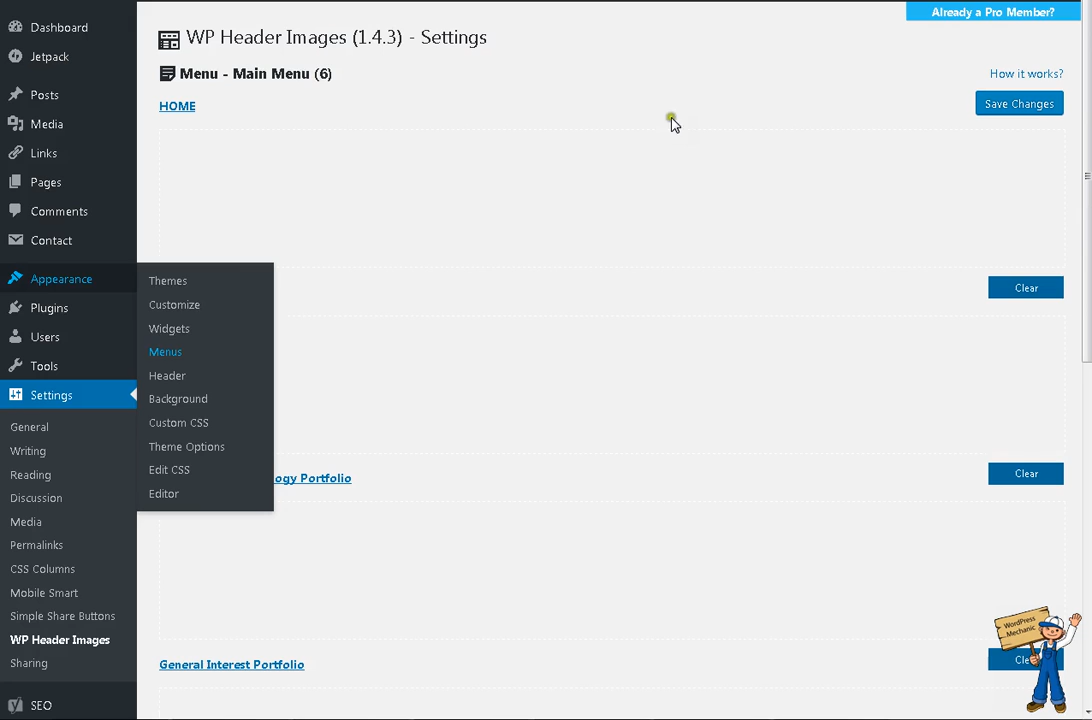 Dashboard
Jetpack
Posts
Media
Links
Pages
Comments
Contact
Appearance
Plugins
Users
Tools
Settings
General
Writing
Reading
Discussion
Media
Permalinks
CSS Columns
Mobile Smart
Simple Share Buttons
WP Header Images
Sharing
SEO
Themes
Customize
Widgets
Menus
Header
Background
Custom CSS
Theme Options
Edit CSS
Editor
Already a Pro Member?
WP Header Images (1.4.3) - Settings
Menu - Main Menu (6)
How it works?
HOME
Save Changes
Clear
ogy Portfolio
Clear
General Interest Portfolio
WordPress
Mechanic
Cle